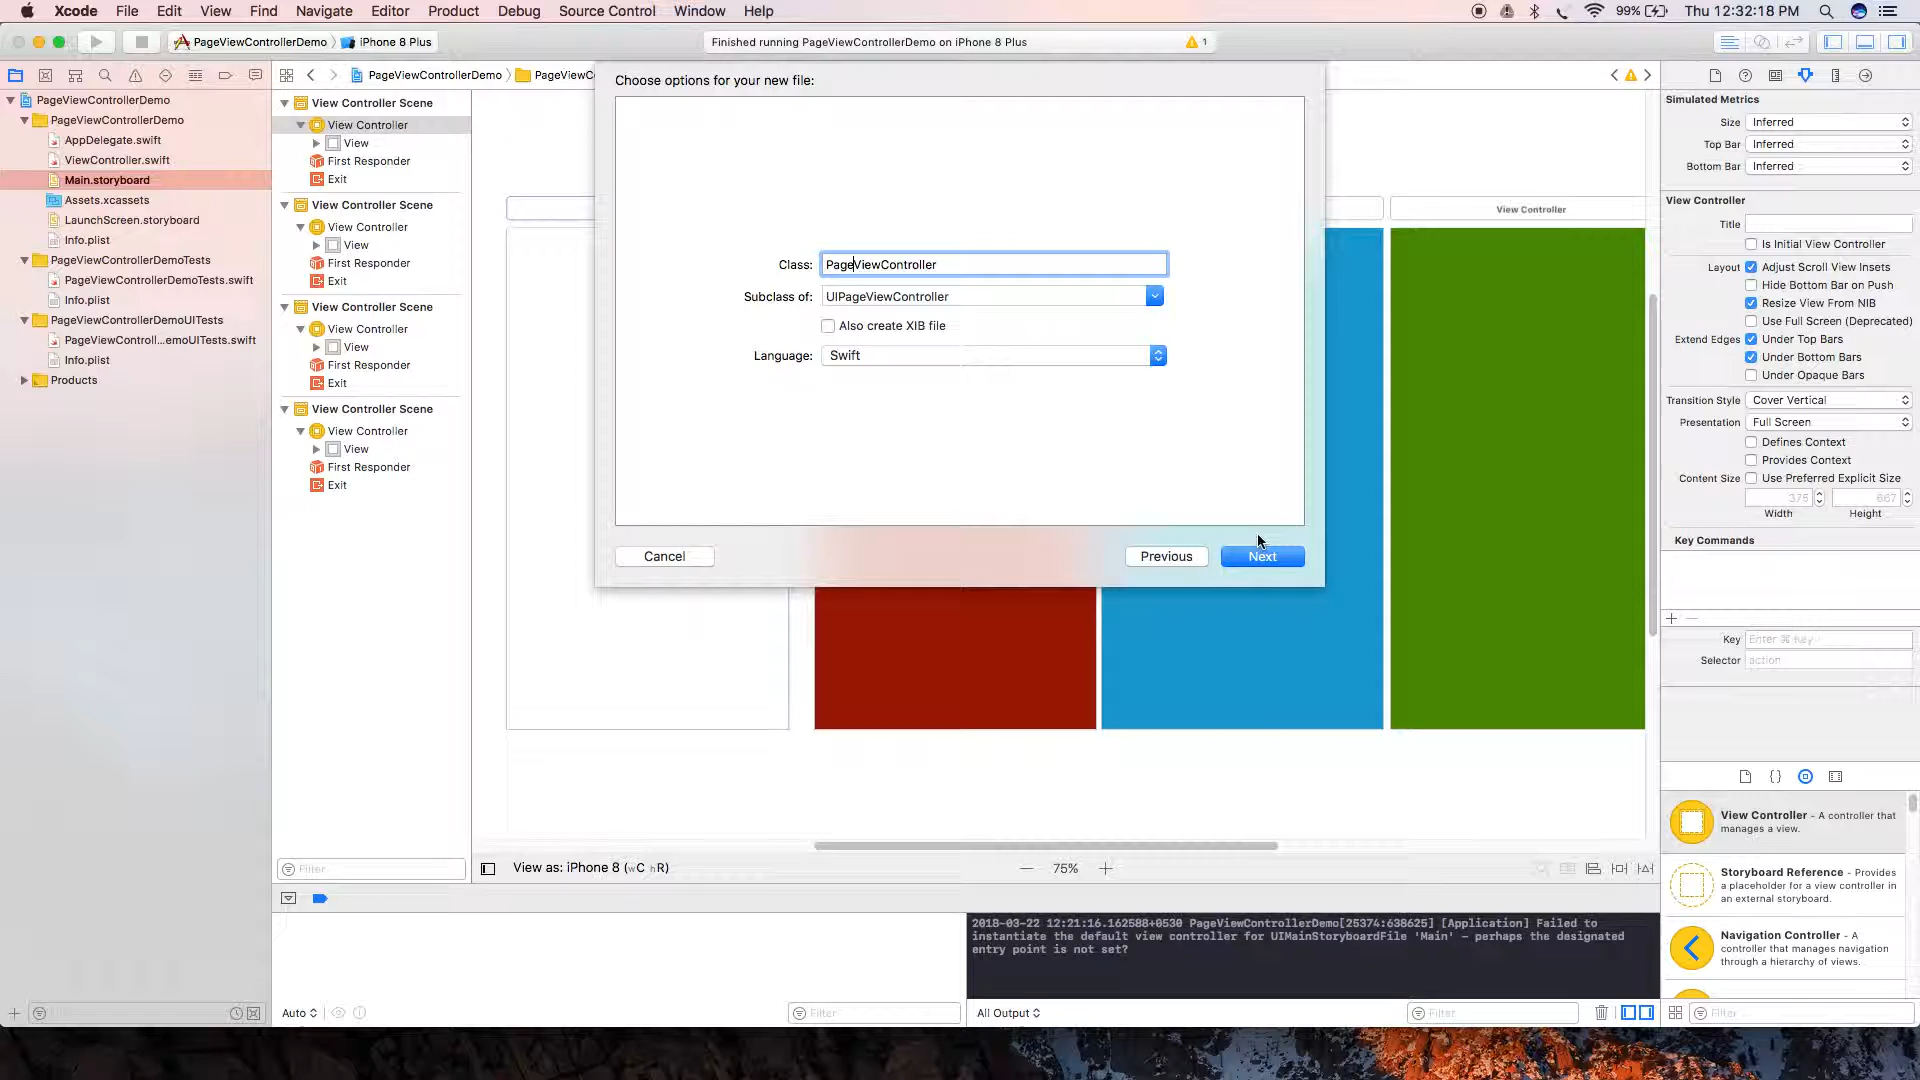 Xcode File Edit View Find Navigate Editor Product Debug Source Control Window Help 99% Thu 12:32:18 PM
PageViewControllerDemo iPhone 8 Plus Finished running PageViewControllerDemo on iPhone 8 Plus 1
PageViewControllerDemo PageViewC
Choose options for your new file:
Class: PageViewController
Subclass of: UIPageViewController
Also create XIB file
Language: Swift
Cancel Previous Next
PageViewControllerDemo
PageViewControllerDemo
AppDelegate.swift
ViewController.swift
Main.storyboard
Assets.xcassets
LaunchScreen.storyboard
Info.plist
PageViewControllerDemoTests
PageViewControllerDemoTests.swift
Info.plist
PageViewControllerDemoUITests
PageViewControll...emoUITests.swift
Info.plist
Products
View Controller Scene
View Controller
View
First Responder
Exit
View Controller Scene
View Controller
View
First Responder
Exit
View Controller Scene
View Controller
View
First Responder
Exit
View Controller Scene
View Controller
View
First Responder
Exit
Filter
View Controller
View as: iPhone 8 (wC hR)
75%
Simulated Metrics
Size Inferred
Top Bar Inferred
Bottom Bar Inferred
View Controller
Title
Is Initial View Controller
Layout Adjust Scroll View Insets
Hide Bottom Bar on Push
Resize View From NIB
Use Full Screen (Deprecated)
Extend Edges Under Top Bars
Under Bottom Bars
Under Opaque Bars
Transition Style Cover Vertical
Presentation Full Screen
Defines Context
Provides Context
Content Size Use Preferred Explicit Size
375 667
Width Height
Key Commands
Key Enter ⌘ Key
Selector action
View Controller - A controller that
manages a view.
Storyboard Reference - Provides
a placeholder for a view controller in
an external storyboard.
Navigation Controller - A
controller that manages navigation
through a hierarchy of views.
2018-03-22 12:21:16.162588+0530 PageViewControllerDemo[25374:638625] [Application] Failed to
instantiate the default view controller for UIMainStoryboardFile 'Main' - perhaps the designated
entry point is not set?
Auto Filter All Output Filter Filter